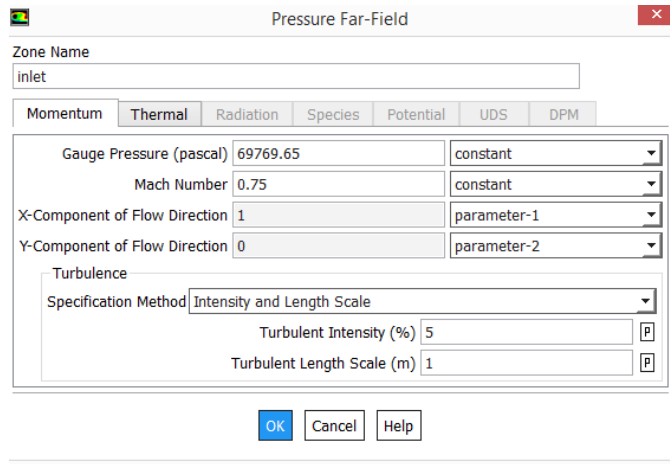 Pressure Far-Field
Zone Name
inlet
Momentum Thermal Radiation Species Potential UDS DPM
Gauge Pressure (pascal) 69769.65 constant
Mach Number 0.75 constant
X-Component of Flow Direction 1 parameter-1
Y-Component of Flow Direction 0 parameter-2
Turbulence
Specification Method Intensity and Length Scale
Turbulent Intensity (%) 5 P
Turbulent Length Scale (m) 1 P
OK Cancel Help